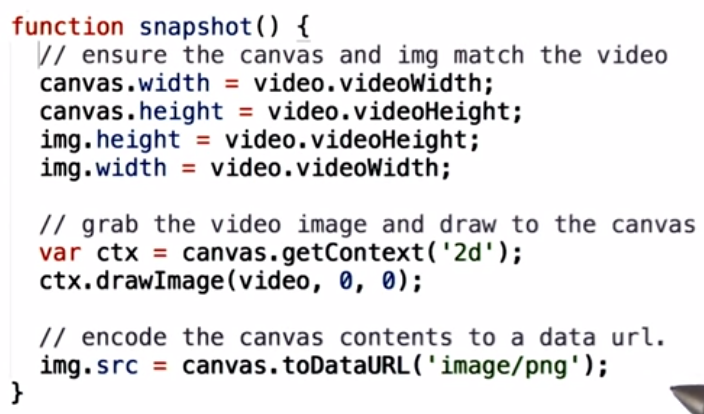 function snapshot() {
// ensure the canvas and img match the video
canvas.width = video.videoWidth;
canvas.height = video.videoHeight;
img.height = video.videoHeight;
img.width = video.videoWidth;
// grab the video image and draw to the canvas
var ctx = canvas.getContext('2d');
ctx.drawImage(video, 0, 0);
// encode the canvas contents to a data url.
img.src = canvas.toDataURL('image/png');
}